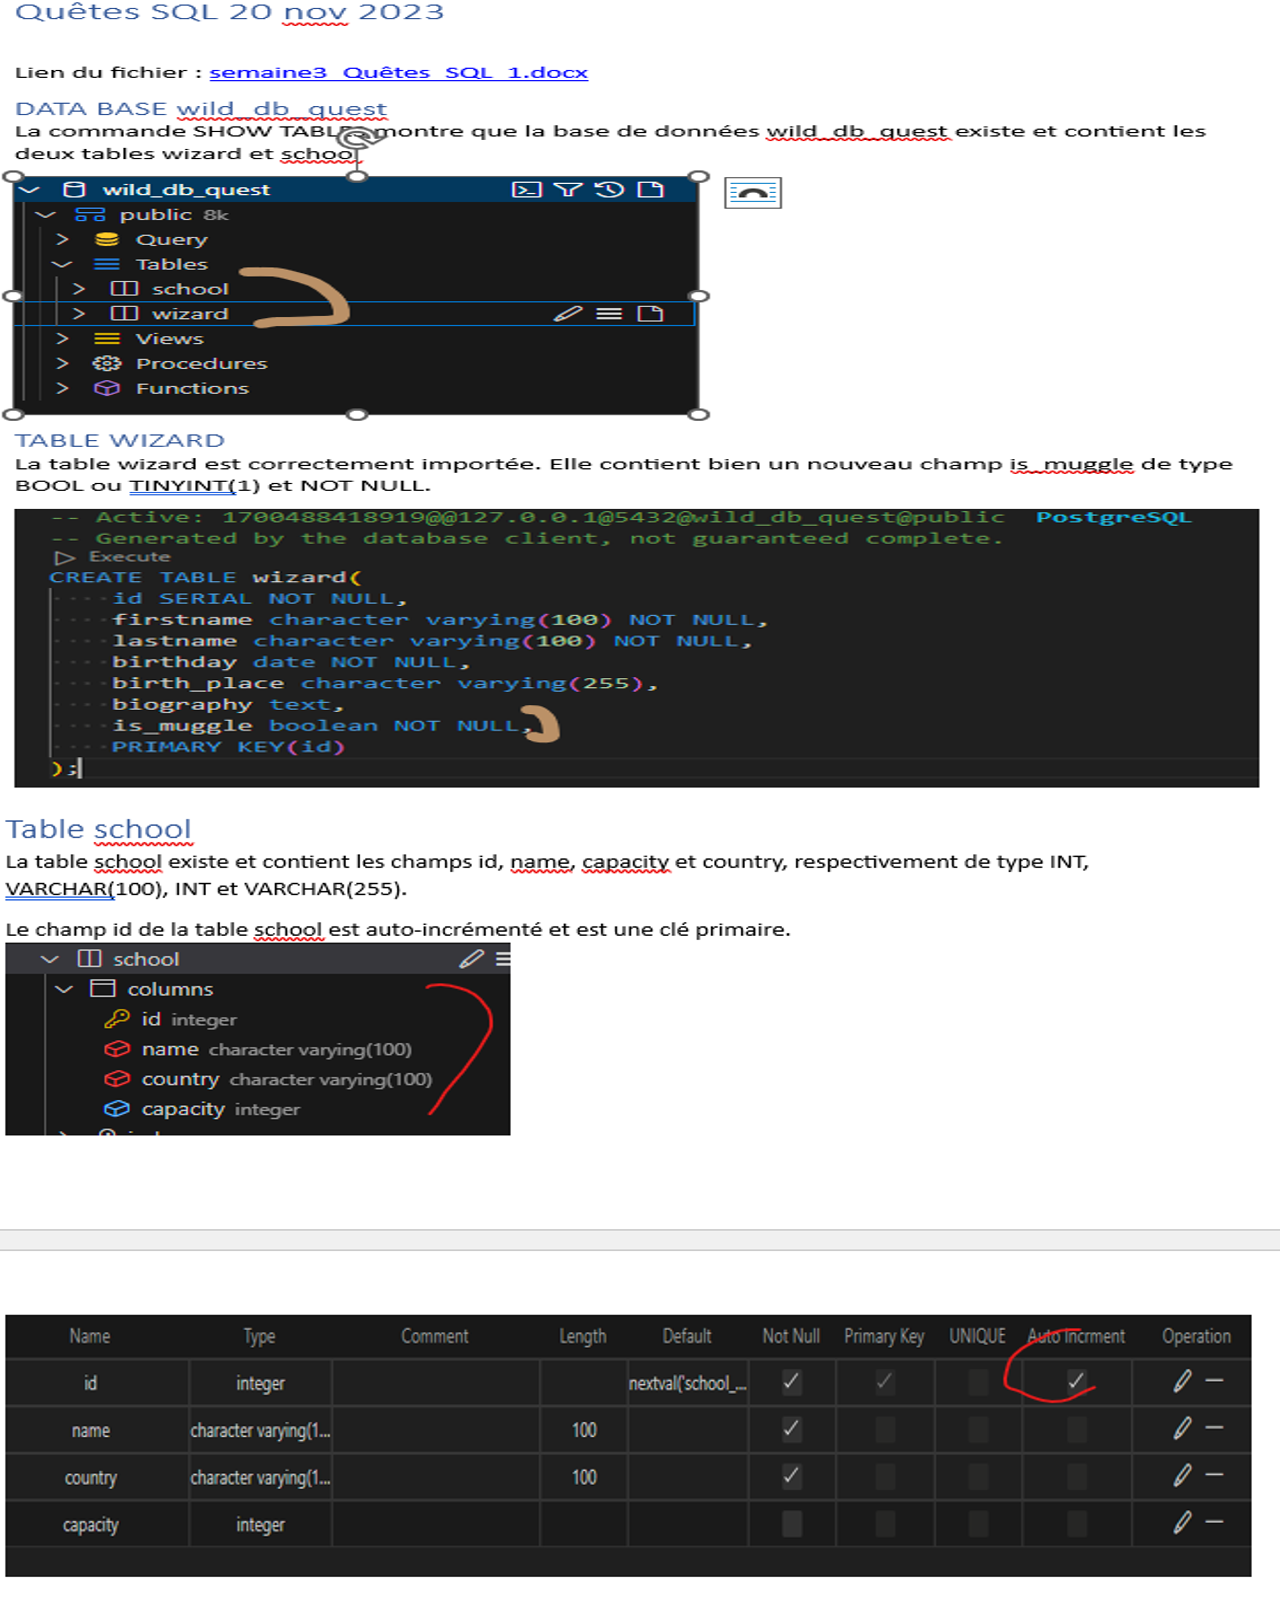 Quêtes SQL 20 nov 2023
Lien du fichier : semaine3_Quêtes_SQL_1.docx
DATA BASE wild_db_quest
La commande SHOW TABLES montre que la base de données wild_db_quest existe et contient les
deux tables wizard et school
wild_db_quest
public 8k
Query
Tables
school
wizard
Views
Procedures
Functions
TABLE WIZARD
La table wizard est correctement importée. Elle contient bien un nouveau champ is_muggle de type
BOOL ou TINYINT(1) et NOT NULL.
-- Active: 1700488418919@@127.0.0.1@5432@wild_db_quest@public PostgreSQL
-- Generated by the database client, not guaranteed complete.
Execute
CREATE TABLE wizard(
id SERIAL NOT NULL,
firstname character varying(100) NOT NULL,
lastname character varying(100) NOT NULL,
birthday date NOT NULL,
birth_place character varying(255),
biography text,
is_muggle boolean NOT NULL,
PRIMARY KEY(id)
);
Table school
La table school existe et contient les champs id, name, capacity et country, respectivement de type INT,
VARCHAR(100), INT et VARCHAR(255).
Le champ id de la table school est auto-incrémenté et est une clé primaire.
school
columns
id integer
name character varying(100)
country character varying(100)
capacity integer
Name Type Comment Length Default Not Null Primary Key UNIQUE Auto Incrment Operation
id integer nextval('school_...
name character varying(1... 100
country character varying(1... 100
capacity integer